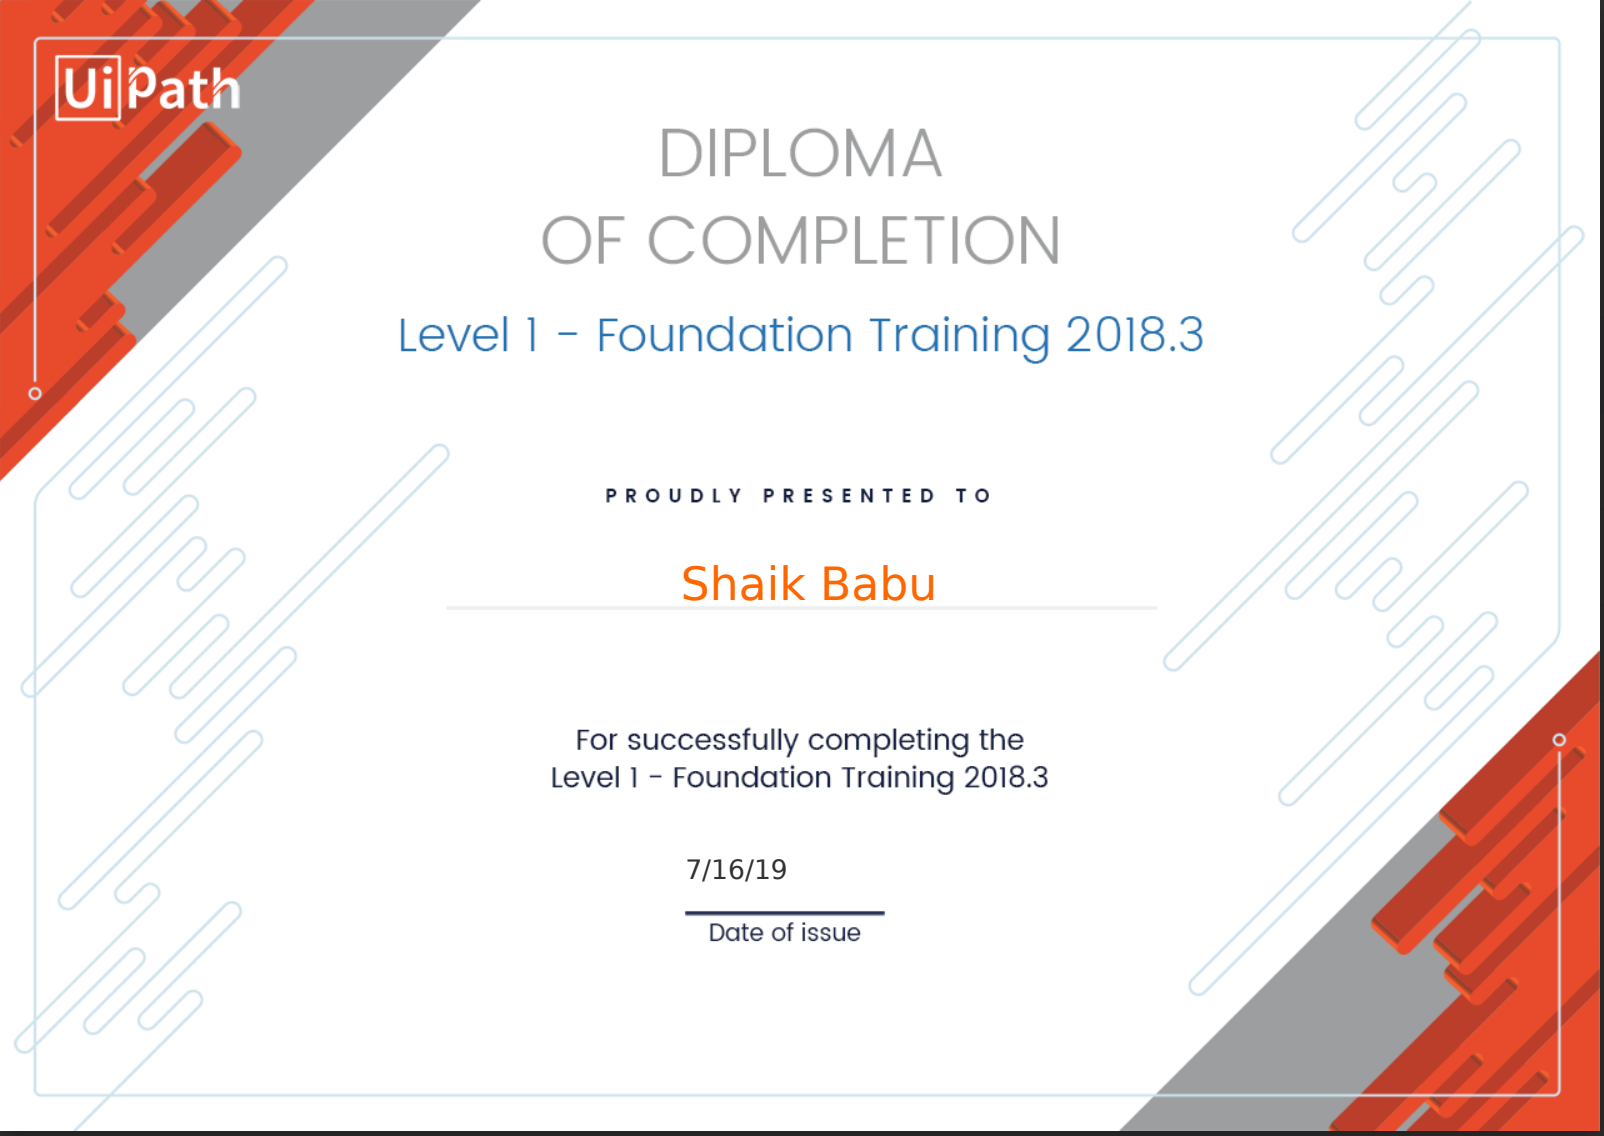 UiPath
DIPLOMA
OF COMPLETION
Level 1 - Foundation Training 2018.3
PROUDLY PRESENTED TO
Shaik Babu
For successfully completing the
Level 1 - Foundation Training 2018.3
7/16/19
Date of issue